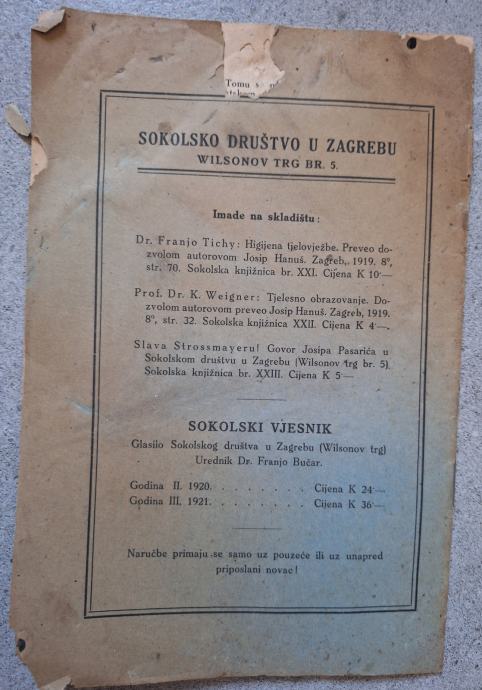 Tomu
SOKOLSKO DRUŠTVO U ZAGREBU
WILSONOV TRG BR. 5.
Imade na skladištu:
Dr. Franjo Tichy: Higijena tjelovježbe. Preveo do-
zvolom autorovom Josip Hanuš. Zagreb, 1919. 8⁰,
str. 70. Sokolska knjižnica br. XXI. Cijena K 10·—
Prof. Dr. K. Weigner: Tjelesno obrazovanje. Do-
zvolom autorovom preveo Josip Hanuš. Zagreb, 1919.
8⁰, str. 32. Sokolska knjižnica XXII. Cijena K 4·—.
Slava Strossmayeru! Govor Josipa Pasarića u
Sokolskom društvu u Zagrebu (Wilsonov trg br. 5).
Sokolska knjižnica br. XXIII. Cijena K 5·—
SOKOLSKI VJESNIK
Glasilo Sokolskog društva u Zagrebu (Wilsonov trg)
Urednik Dr. Franjo Bučar.
Godina II. 1920. . . . . . . . Cijena K 24·—
Godina III. 1921. . . . . . . . Cijena K 36·—
Naručbe primaju se samo uz pouzeće ili uz unapred
priposlani novac!